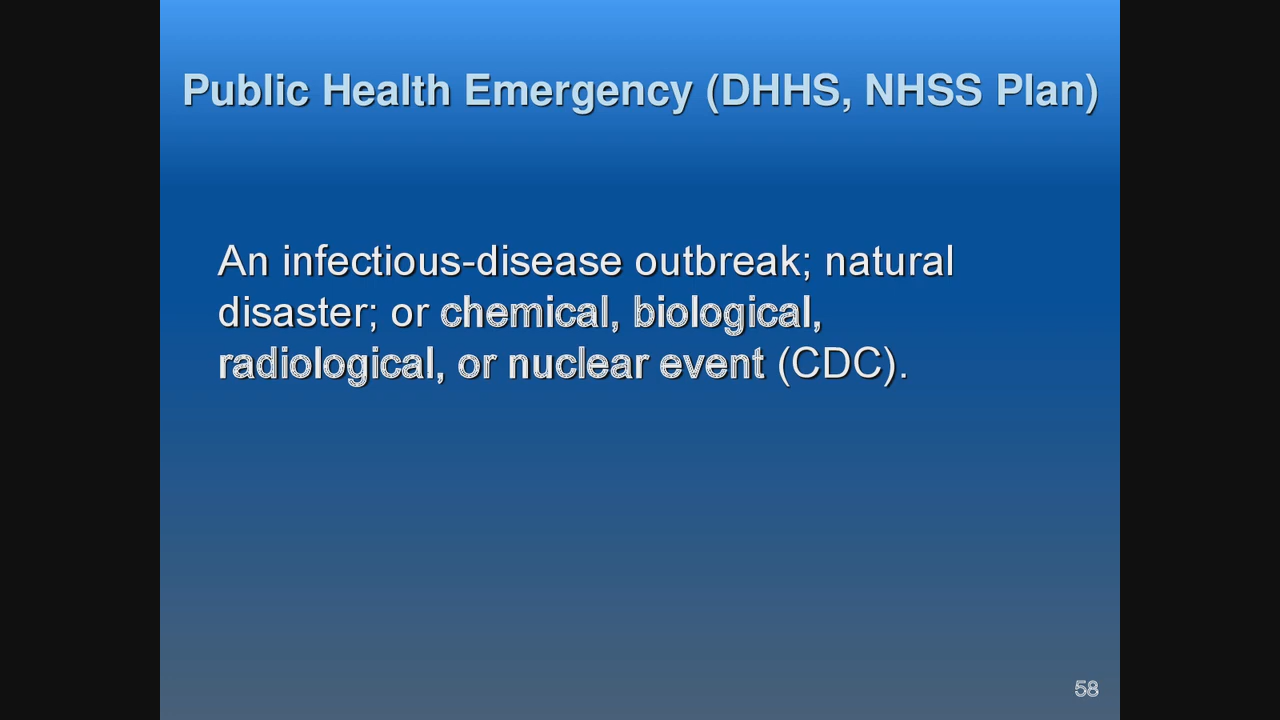 Public Health Emergency (DHHS, NHSS Plan)
An infectious-disease outbreak; natural
disaster; or chemical, biological,
radiological, or nuclear event (CDC).
58